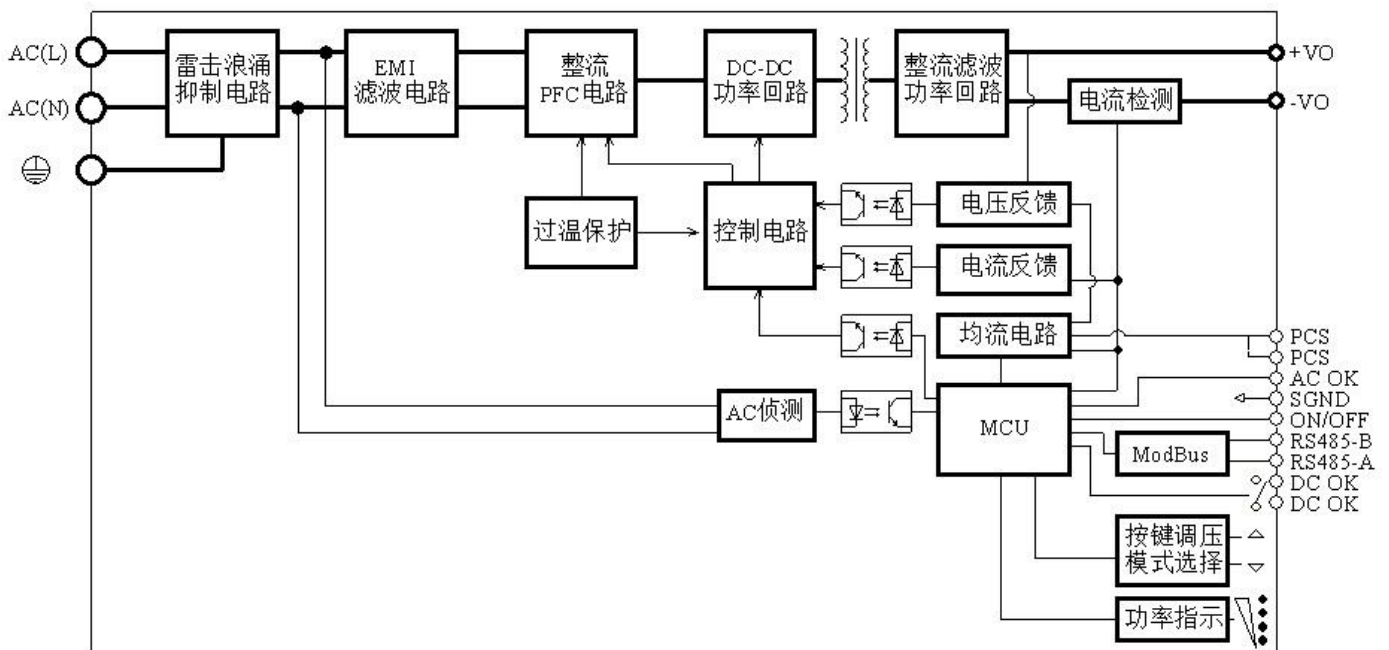 AC(L)
AC(N)
雷击浪涌
抑制电路
EMI
滤波电路
整流
PFC电路
DC-DC
功率回路
整流滤波
功率回路
电流检测
+VO
-VO
过温保护
控制电路
电压反馈
电流反馈
均流电路
AC侦测
MCU
ModBus
PCS
PCS
AC OK
SGND
ON/OFF
RS485-B
RS485-A
DC OK
DC OK
按键调压
模式选择
功率指示